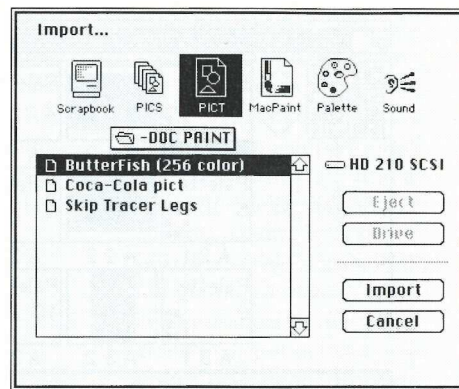 Import...
Scrapbook PICS PICT MacPaint Palette Sound
-DOC PAINT
ButterFish (256 color)
Coca-Cola pict
Skip Tracer Legs
HD 210 SCSI
Eject
Drive
Import
Cancel